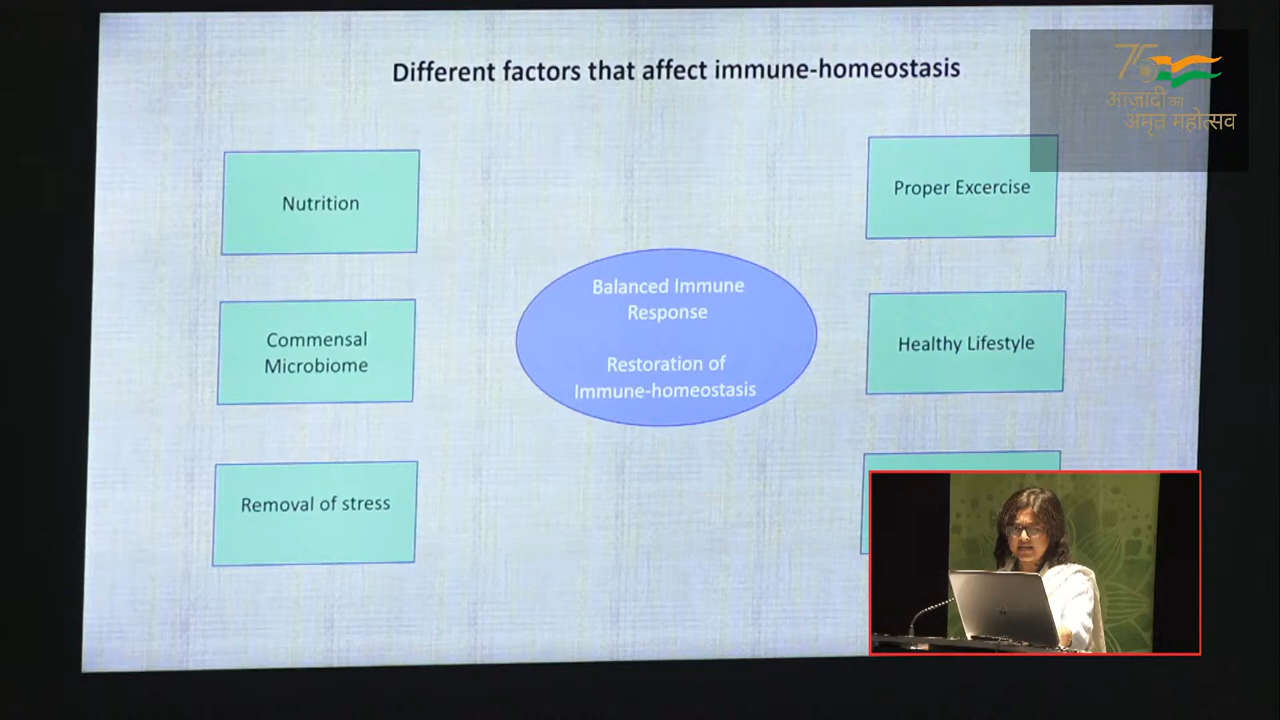 Different factors that affect immune-homeostasis
75
आज़ादी का
अमृत महोत्सव
Nutrition
Proper Excercise
Balanced Immune
Response
Commensal
Microbiome
Healthy Lifestyle
Restoration of
Immune-homeostasis
Removal of stress